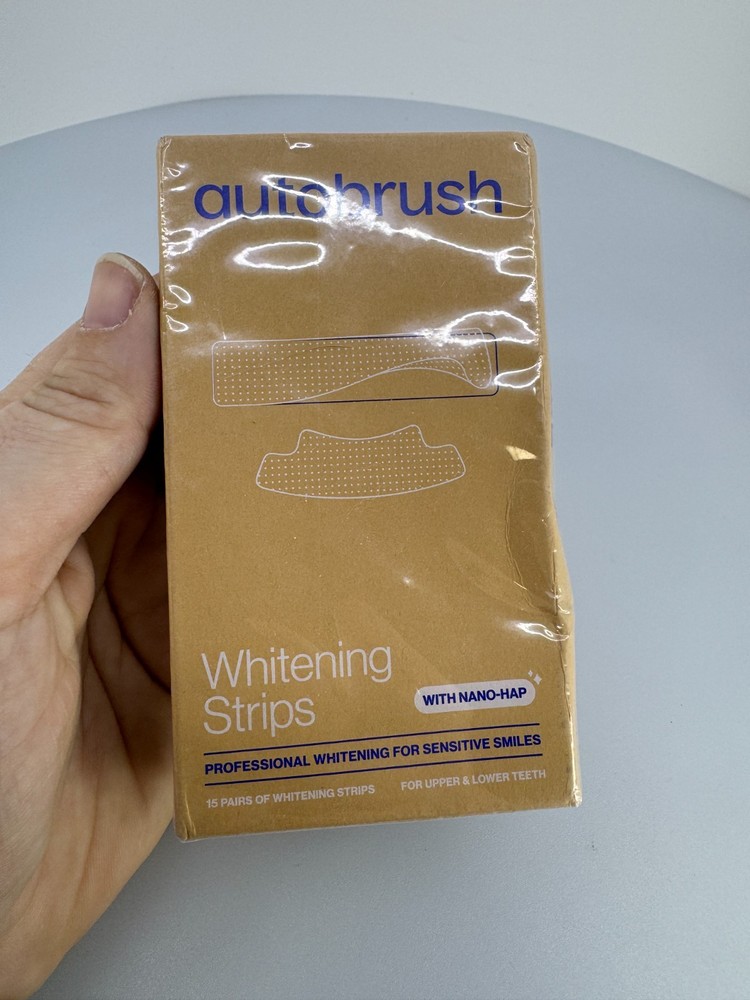 autobrush
Whitening
Strips
WITH NANO-HAP
PROFESSIONAL WHITENING FOR SENSITIVE SMILES
15 PAIRS OF WHITENING STRIPS
FOR UPPER & LOWER TEETH